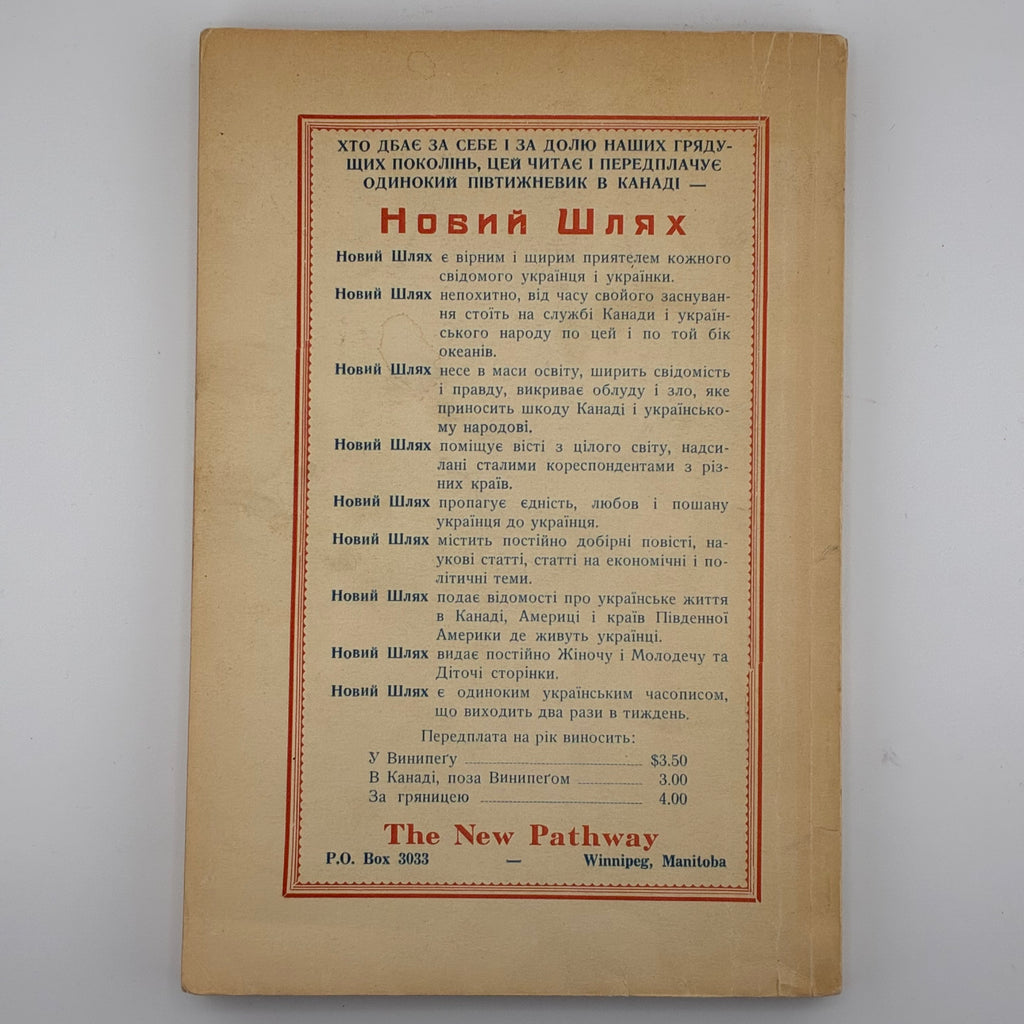 ХТО ДБАЄ ЗА СЕБЕ І ЗА ДОЛЮ НАШИХ ГРЯДУ-
ЩИХ ПОКОЛІНЬ, ЦЕЙ ЧИТАЄ І ПЕРЕДПЛАЧУЄ
ОДИНОКИЙ ПІВТИЖНЕВИК В КАНАДІ —
Новий Шлях
Новий Шлях є вірним і щирим приятелем кожного
свідомого українця і українки.
Новий Шлях непохитно, від часу свойого заснуван-
ня стоїть на службі Канади і україн-
ського народу по цей і по той бік
океанів.
Новий Шлях несе в маси освіту, ширить свідомість
і правду, викриває облуду і зло, яке
приносить шкоду Канаді і українсько-
му народові.
Новий Шлях поміщує вісті з цілого світу, надси-
лані сталими кореспондентами з різ-
них країв.
Новий Шлях пропагує єдність, любов і пошану
українця до українця.
Новий Шлях містить постійно добірні повісті, на-
укові статті, статті на економічні і по-
літичні теми.
Новий Шлях подає відомості про українське життя
в Канаді, Америці і країв Південної
Америки де живуть українці.
Новий Шлях видає постійно Жіночу і Молодечу та
Діточі сторінки.
Новий Шлях є одиноким українським часописом,
що виходить два рази в тиждень.
Передплата на рік виносить:
У Винипеґу $3.50
В Канаді, поза Винипеґом 3.00
За гряницею 4.00
The New Pathway
P.O. Box 3033 — Winnipeg, Manitoba